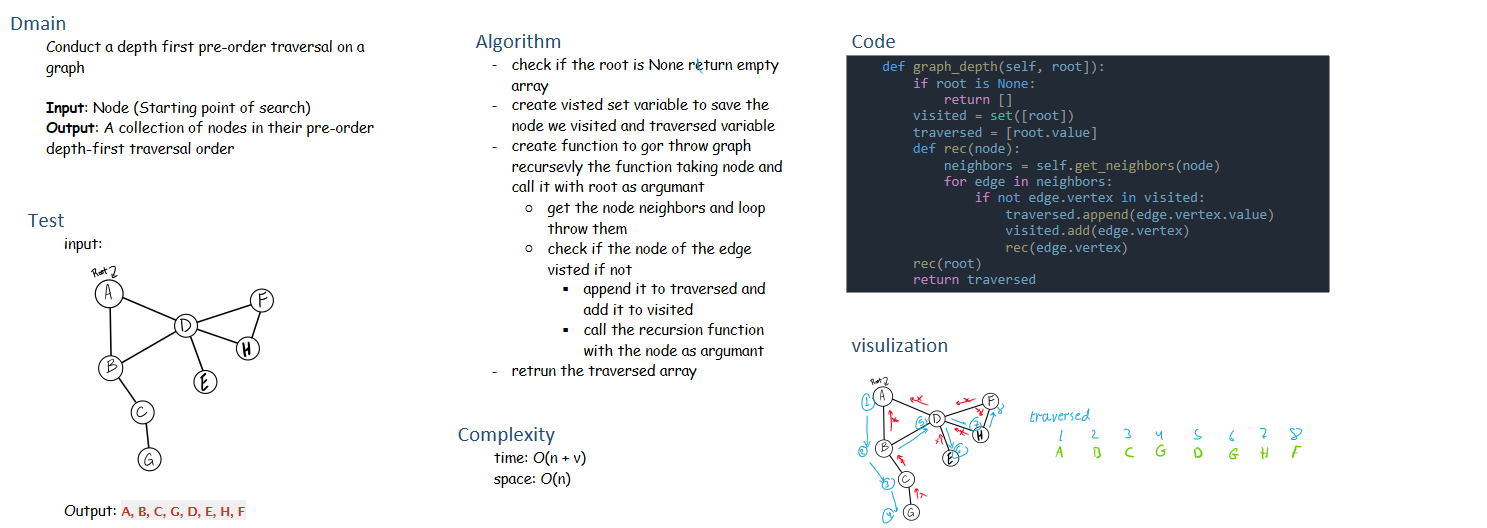 Dmain
Conduct a depth first pre-order traversal on a
graph
Input: Node (Starting point of search)
Output: A collection of nodes in their pre-order
depth-first traversal order
Test
input:
Root
A
F
D
H
B
E
C
G
Output: A, B, C, G, D, E, H, F
Algorithm
- check if the root is None return empty
array
- create visted set variable to save the
node we visited and traversed variable
- create function to gor throw graph
recursevly the function taking node and
call it with root as argumant
o get the node neighbors and loop
throw them
o check if the node of the edge
visted if not
▪ append it to traversed and
add it to visited
▪ call the recursion function
with the node as argumant
- retrun the traversed array
Complexity
time: O(n + v)
space: O(n)
Code
def graph_depth(self, root]):
if root is None:
return []
visited = set([root])
traversed = [root.value]
def rec(node):
neighbors = self.get_neighbors(node)
for edge in neighbors:
if not edge.vertex in visited:
traversed.append(edge.vertex.value)
visited.add(edge.vertex)
rec(edge.vertex)
rec(root)
return traversed
visulization
Root
1 A
F 8
5 D
7 H
2 B
E 6
3 C
4 G
traversed
1 2 3 4 5 6 7 8
A B C G D G H F